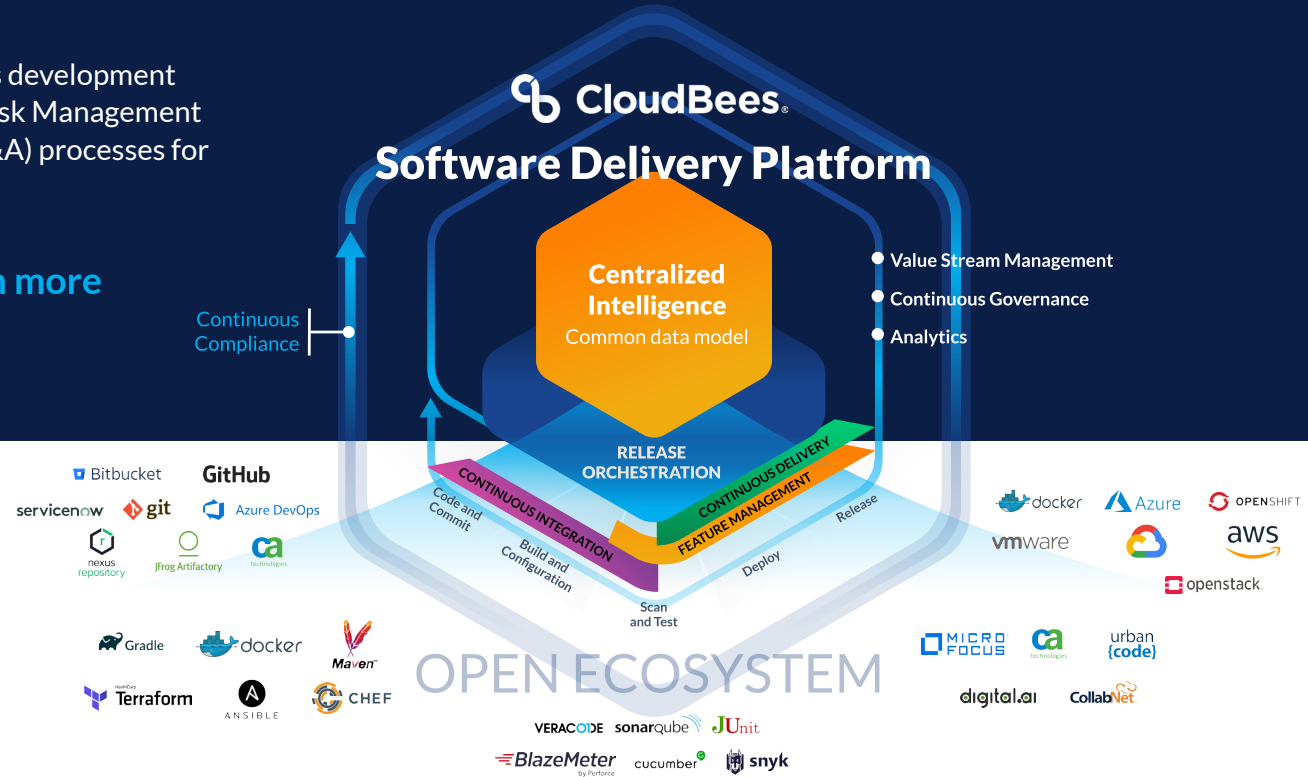 s development
sk Management
&A) processes for
n more
CloudBees®
Software Delivery Platform
Centralized
Intelligence
Common data model
Value Stream Management
Continuous Governance
Analytics
Continuous
Compliance
RELEASE
ORCHESTRATION
CONTINUOUS INTEGRATION
CONTINUOUS DELIVERY
FEATURE MANAGEMENT
Code and
Commit
Build and
Configuration
Scan
and Test
Deploy
Release
OPEN ECOSYSTEM
Bitbucket
GitHub
servicenow
git
Azure DevOps
nexus
repository
JFrog Artifactory
ca
technologies
Gradle
docker
Maven™
HashiCorp
Terraform
ANSIBLE
CHEF
VERACODE
sonarqube
JUnit
BlazeMeter
by Perforce
cucumber
snyk
docker
Azure
OPENSHIFT
vmware
aws
openstack.
MICRO
FOCUS
ca
technologies
urban
{code}
digital.ai
CollabNet